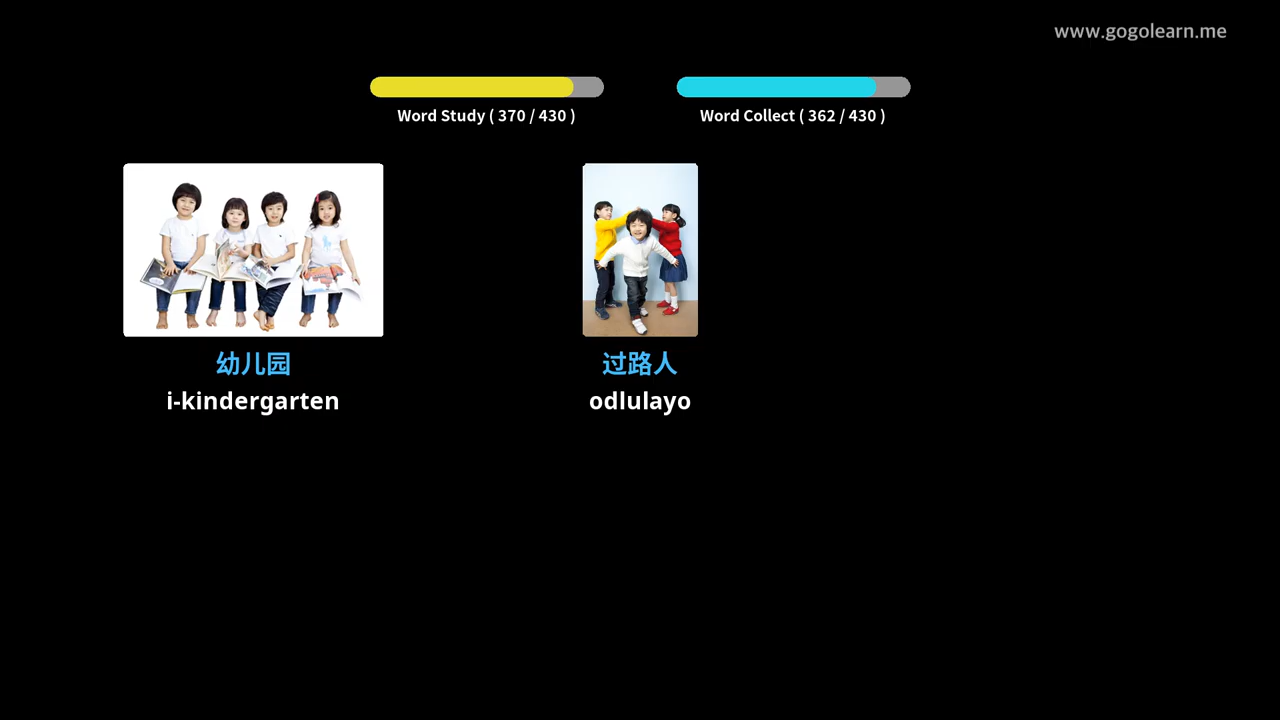 www.gogolearn.me
Word Study ( 370 / 430 )
Word Collect ( 362 / 430 )
幼儿园
i-kindergarten
过路人
odlulayo